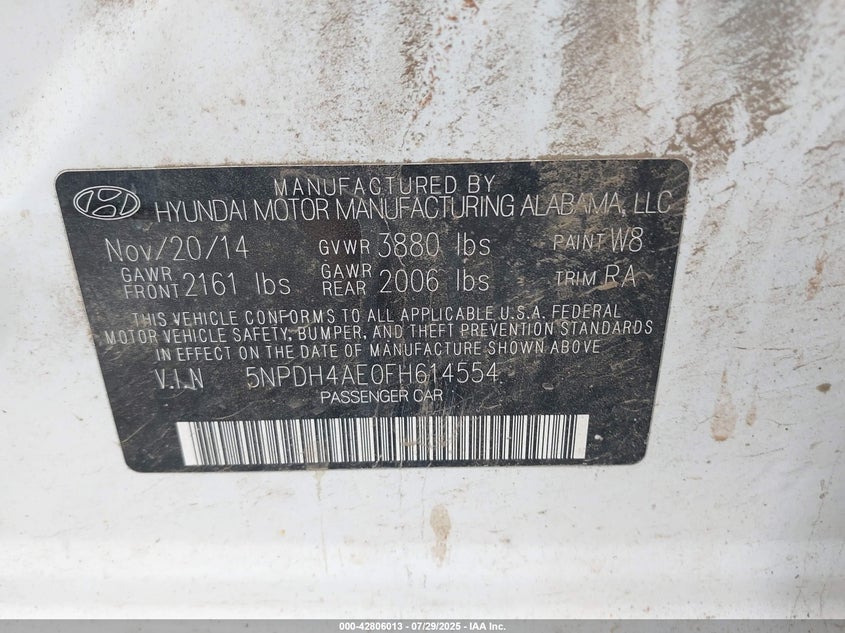 MANUFACTURED BY
HYUNDAI MOTOR MANUFACTURING ALABAMA, LLC
Nov/20/14 GVWR 3880 lbs PAINT W8
GAWR FRONT 2161 lbs GAWR REAR 2006 lbs TRIM RA
THIS VEHICLE CONFORMS TO ALL APPLICABLE U.S.A. FEDERAL
MOTOR VEHICLE SAFETY, BUMPER, AND THEFT PREVENTION STANDARDS
IN EFFECT ON THE DATE OF MANUFACTURE SHOWN ABOVE
V.I.N 5NPDH4AE0FH614554
PASSENGER CAR
000-42806013 - 07/29/2025 - IAA Inc.